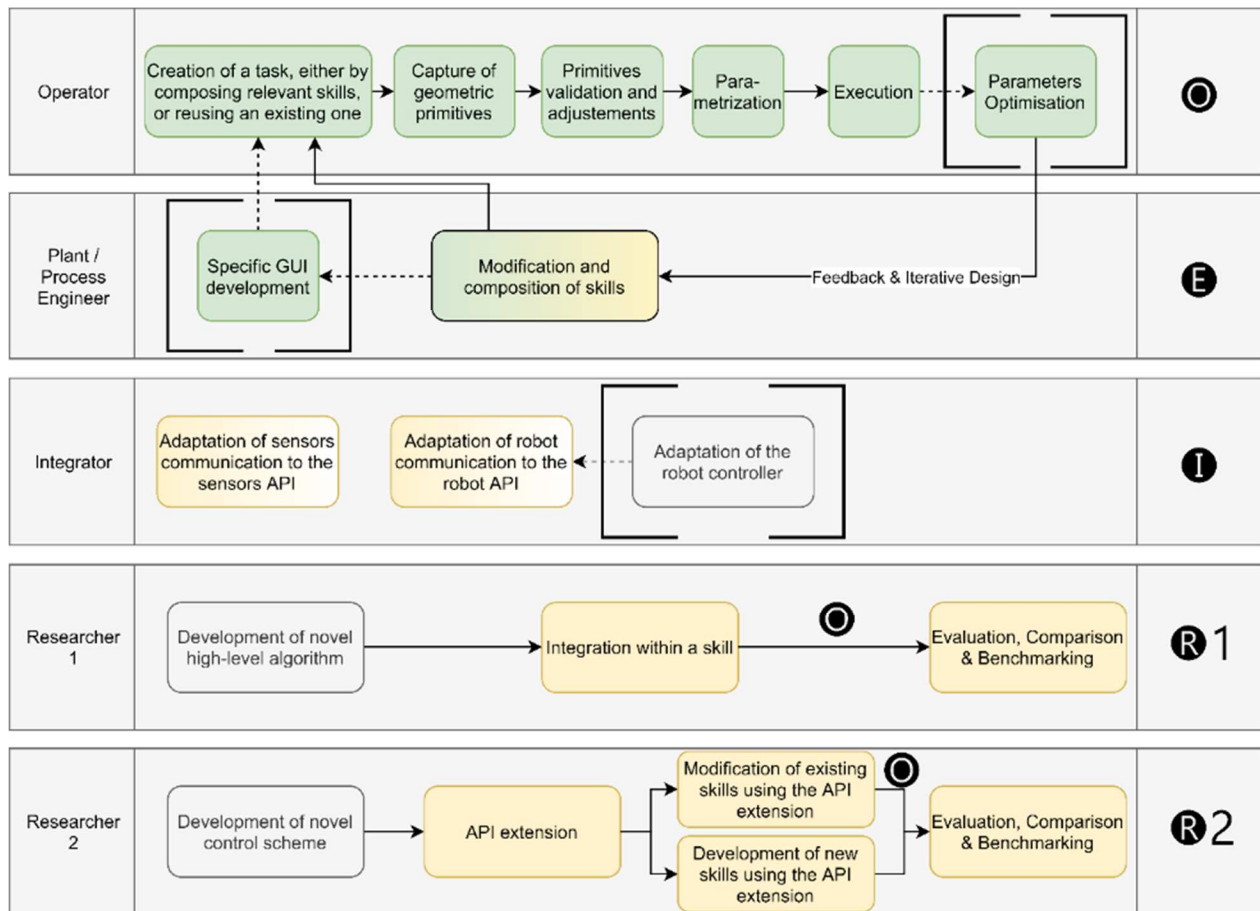 Operator
Creation of a task, either by
composing relevant skills,
or reusing an existing one
Capture of
geometric
primitives
Primitives
validation and
adjustements
Para-
metrization
Execution
Parameters
Optimisation
O
Plant /
Process
Engineer
Specific GUI
development
Modification and
composition of skills
Feedback & Iterative Design
E
Integrator
Adaptation of sensors
communication to the
sensors API
Adaptation of robot
communication to the
robot API
Adaptation of the
robot controller
I
Researcher
1
Development of novel
high-level algorithm
Integration within a skill
O
Evaluation, Comparison
& Benchmarking
R1
Researcher
2
Development of novel
control scheme
API extension
Modification of existing
skills using the API
extension
Development of new
skills using the API
extension
O
Evaluation, Comparison
& Benchmarking
R2